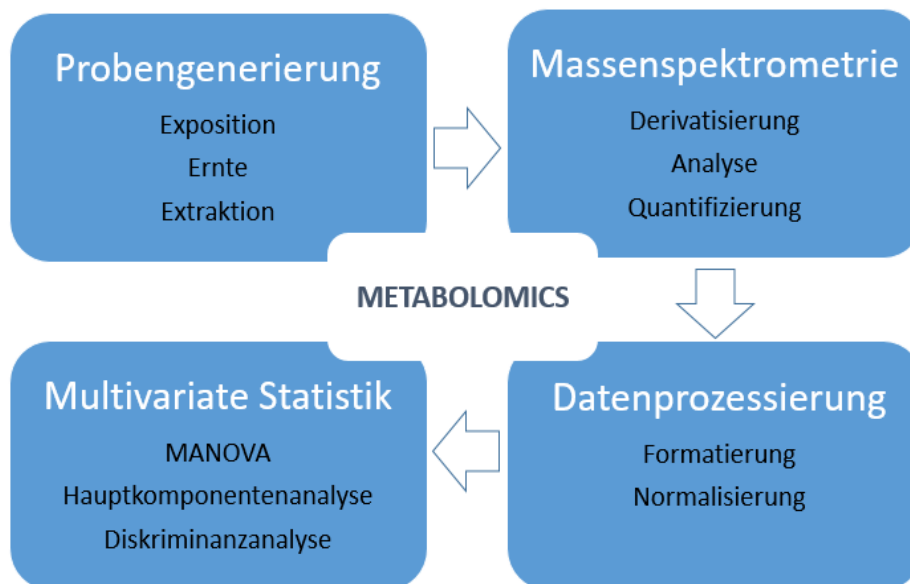 Probengenerierung
Exposition
Ernte
Extraktion
Massenspektrometrie
Derivatisierung
Analyse
Quantifizierung
METABOLOMICS
Multivariate Statistik
MANOVA
Hauptkomponentenanalyse
Diskriminanzanalyse
Datenprozessierung
Formatierung
Normalisierung